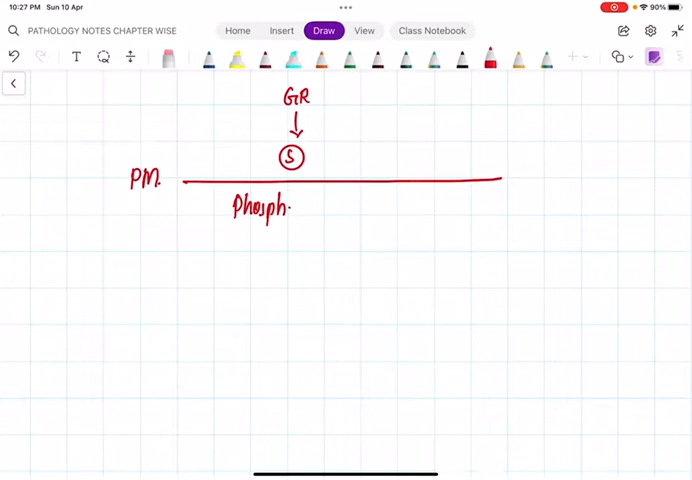 10:27 PM Sun 10 Apr
90%
PATHOLOGY NOTES CHAPTER WISE
Home Insert Draw View Class Notebook
T
GR
S
PM.
Phosph.